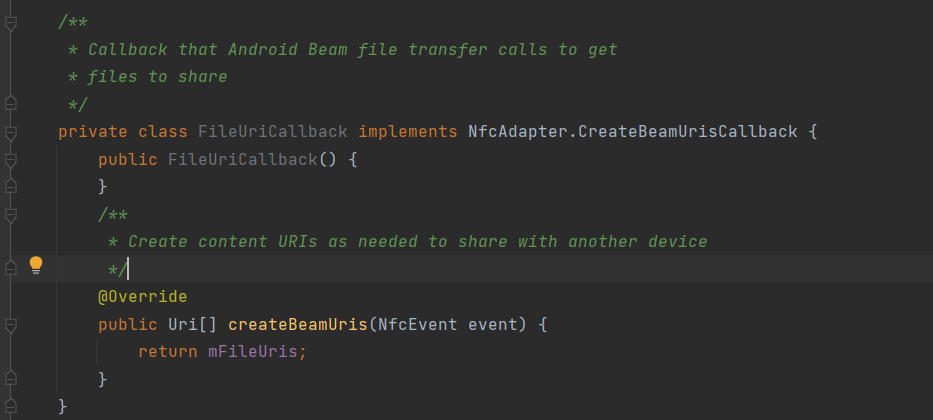 /**
 * Callback that Android Beam file transfer calls to get
 * files to share
 */
private class FileUriCallback implements NfcAdapter.CreateBeamUrisCallback {
    public FileUriCallback() {
    }
    /**
     * Create content URIs as needed to share with another device
     */
    @Override
    public Uri[] createBeamUris(NfcEvent event) {
        return mFileUris;
    }
}